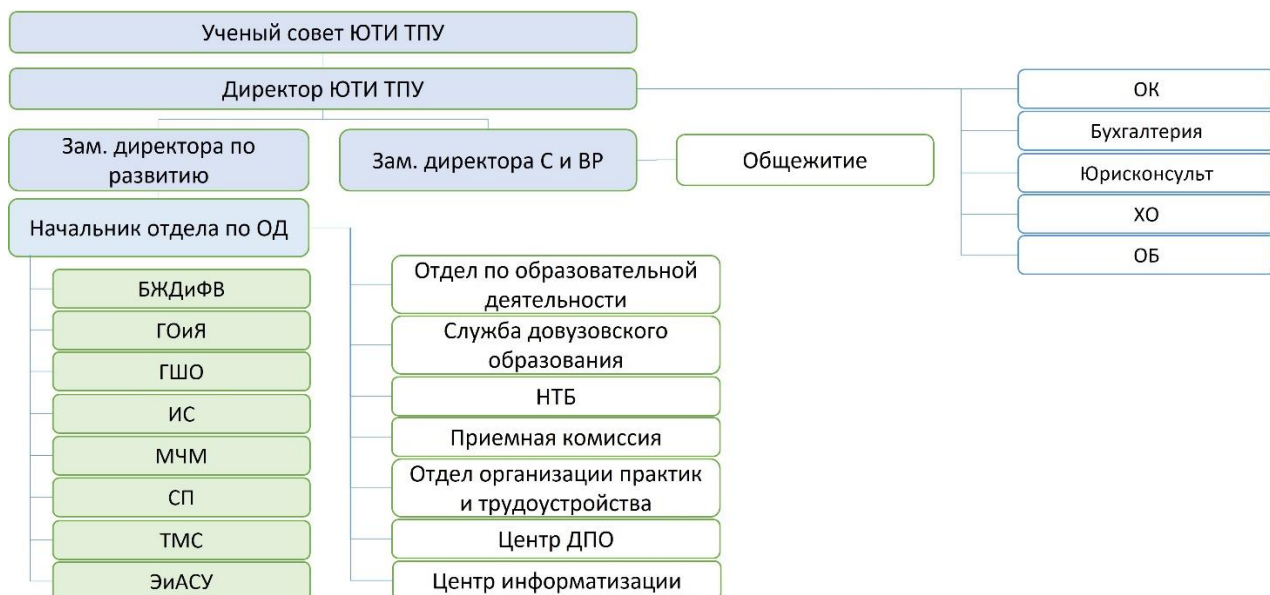 Ученый совет ЮТИ ТПУ
Директор ЮТИ ТПУ
Зам. директора по
развитию
Зам. директора С и ВР
Общежитие
ОК
Бухгалтерия
Юрисконсульт
ХО
ОБ
Начальник отдела по ОД
БЖДиФВ
ГОиЯ
ГШО
ИС
МЧМ
СП
ТМС
ЭиАСУ
Отдел по образовательной
деятельности
Служба довузовского
образования
НТБ
Приемная комиссия
Отдел организации практик
и трудоустройства
Центр ДПО
Центр информатизации